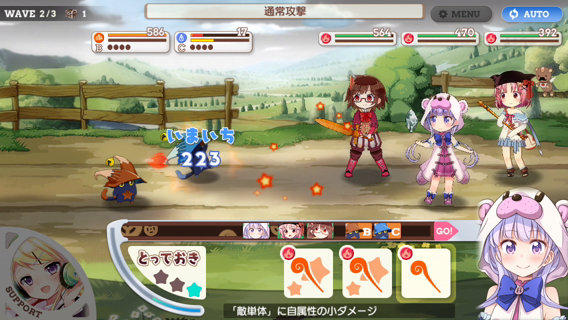 WAVE 2/3 1
通常攻撃
MENU
AUTO
586
B
17
C
564
470
392
いまいち
223
B C GO!
とっておき
SUPPORT
「敵単体」に自属性の小ダメージ